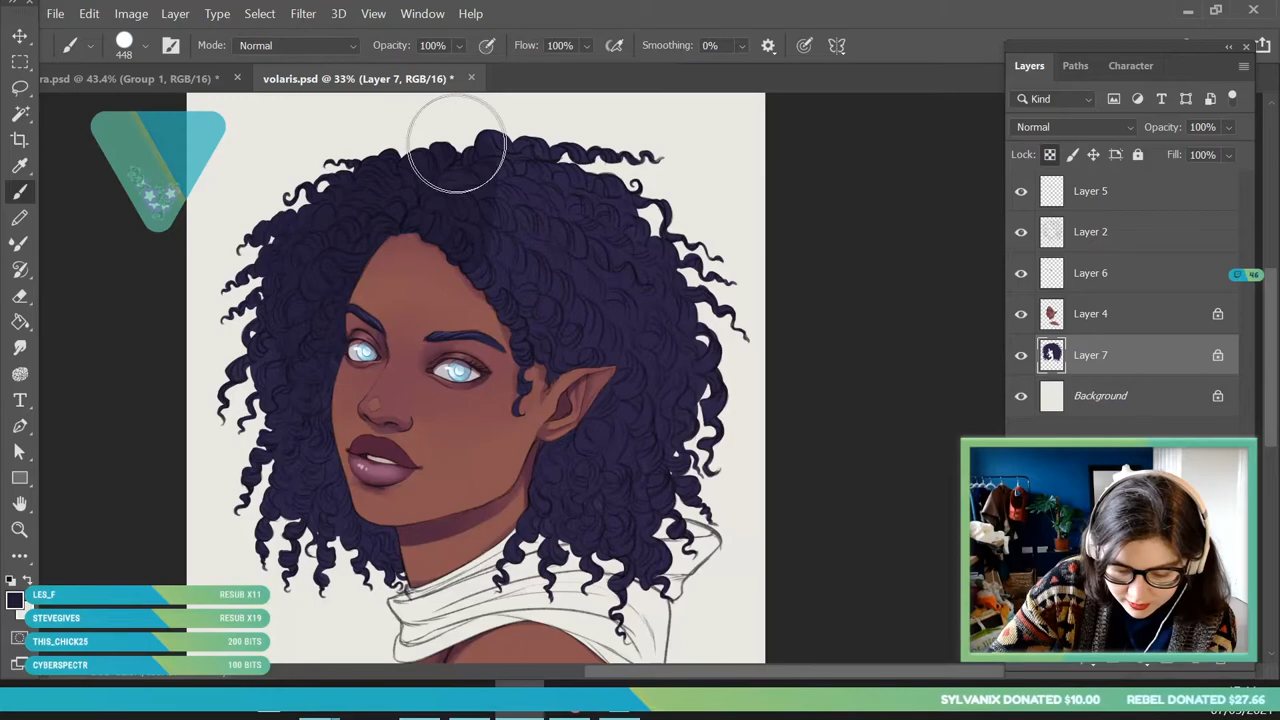 File Edit Image Layer Type Select Filter 3D View Window Help
448 Mode: Normal Opacity: 100% Flow: 100% Smoothing: 0%
ra.psd @ 43.4% (Group 1, RGB/16) * volaris.psd @ 33% (Layer 7, RGB/16) *
Layers Paths Character
Kind
Normal Opacity: 100%
Lock: Fill: 100%
Layer 5
Layer 2
Layer 6
46
Layer 4
Layer 7
Background
LES_F RESUB X11
STEVEGIVES RESUB X19
THIS_CHICK25 200 BITS
CYBERSPECTR 100 BITS
SYLVANIX DONATED $10.00 REBEL DONATED $27.66